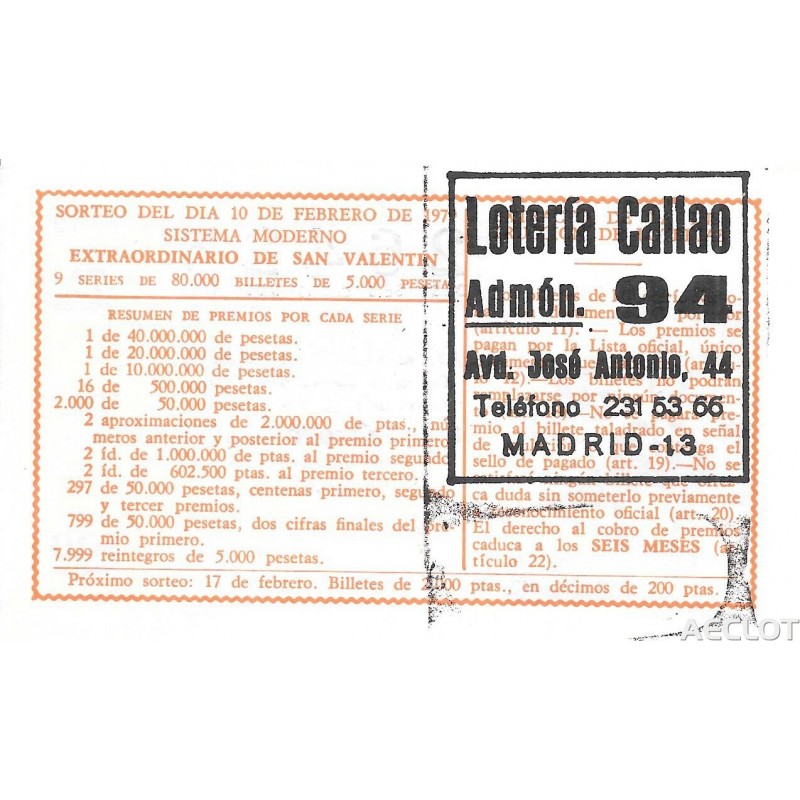 SORTEO DEL DIA 10 DE FEBRERO DE 197
SISTEMA MODERNO
EXTRAORDINARIO DE SAN VALENTIN
9 SERIES DE 80.000 BILLETES DE 5.000 PESETA
RESUMEN DE PREMIOS POR CADA SERIE
1 de 40.000.000 de pesetas.
1 de 20.000.000 de pesetas.
1 de 10.000.000 de pesetas.
16 de 500.000 pesetas.
2.000 de 50.000 pesetas.
2 aproximaciones de 2.000.000 de ptas., nú
meros anterior y posterior al premio primero
2 íd. de 1.000.000 de ptas. al premio segundo
2 íd. de 602.500 ptas. al premio tercero.
297 de 50.000 pesetas, centenas primero, segundo
y tercer premios.
799 de 50.000 pesetas, dos cifras finales del pre
mio primero.
7.999 reintegros de 5.000 pesetas.
Lotería Callao
Admón. 94
Avd. José Antonio, 44
Teléfono 231 53 66
MADRID-13
(artículo 11).— Los premios se
pagan por la Lista oficial, único
12).—Los billetes no podrán
al billete taladrado en señal
sello de pagado (art. 19).—No se
ca duda sin someterlo previamente
reconocimiento oficial (art. 20).
El derecho al cobro de premios
caduca a los SEIS MESES (ar
tículo 22).
Próximo sorteo: 17 de febrero. Billetes de 2.000 ptas., en décimos de 200 ptas.
AECLOT